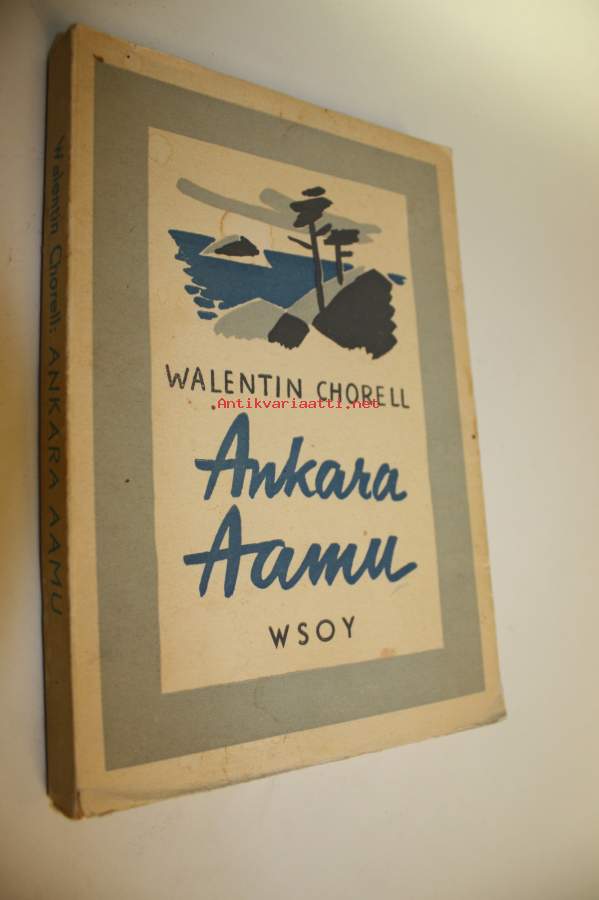 Walentin Chorell: ANKARA AAMU
WALENTIN CHORELL
Antikvariaatti.net
Ankara
Aamu
WSOY